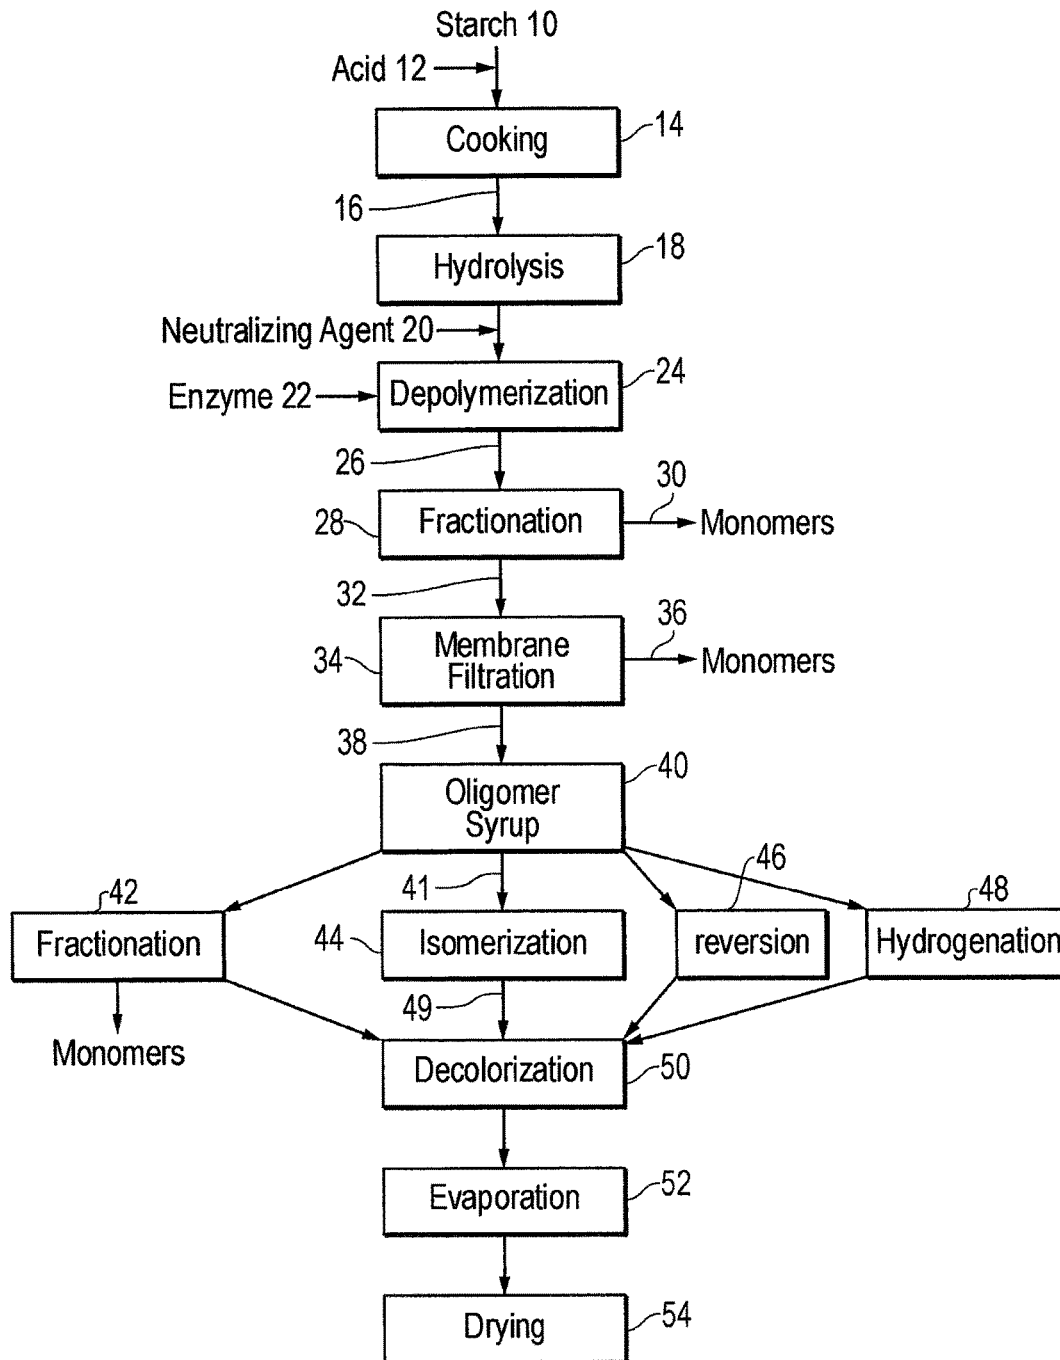 Starch 10
Acid 12
Cooking
14
16
Hydrolysis
18
Neutralizing Agent 20
Enzyme 22
Depolymerization
24
26
28
Fractionation
30
Monomers
32
34
Membrane
Filtration
36
Monomers
38
Oligomer
Syrup
40
42
41
46
48
Fractionation
44
Isomerization
reversion
Hydrogenation
49
Monomers
Decolorization
50
Evaporation
52
Drying
54